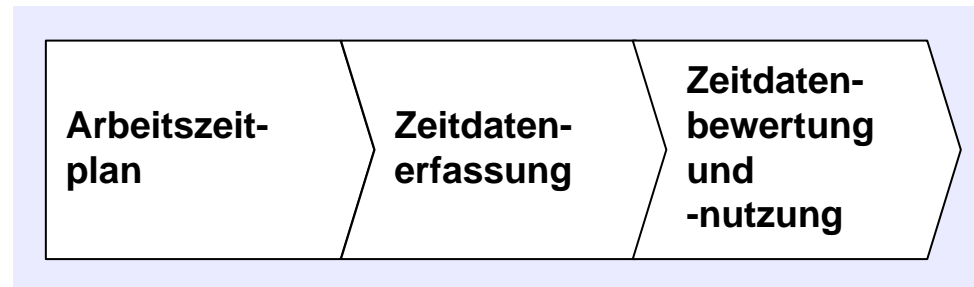 Arbeitszeit-
plan
Zeitdaten-
erfassung
Zeitdaten-
bewertung
und
-nutzung